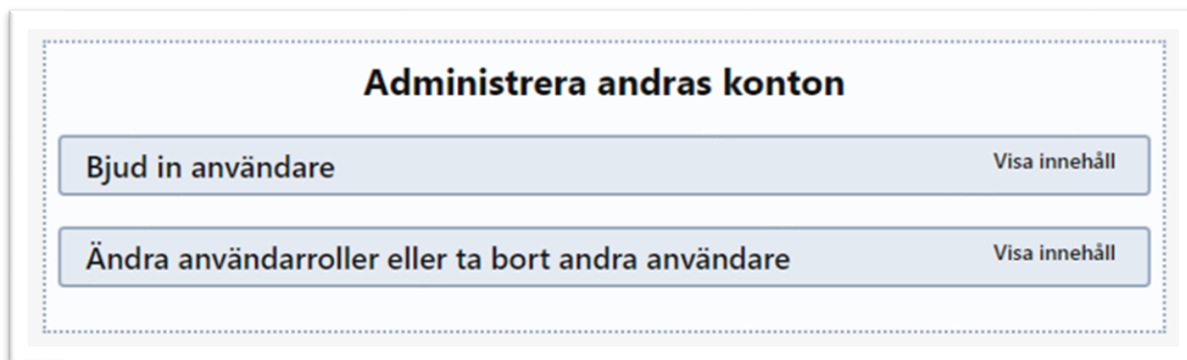 Administrera andras konton
Bjud in användare Visa innehåll
Ändra användarroller eller ta bort andra användare Visa innehåll